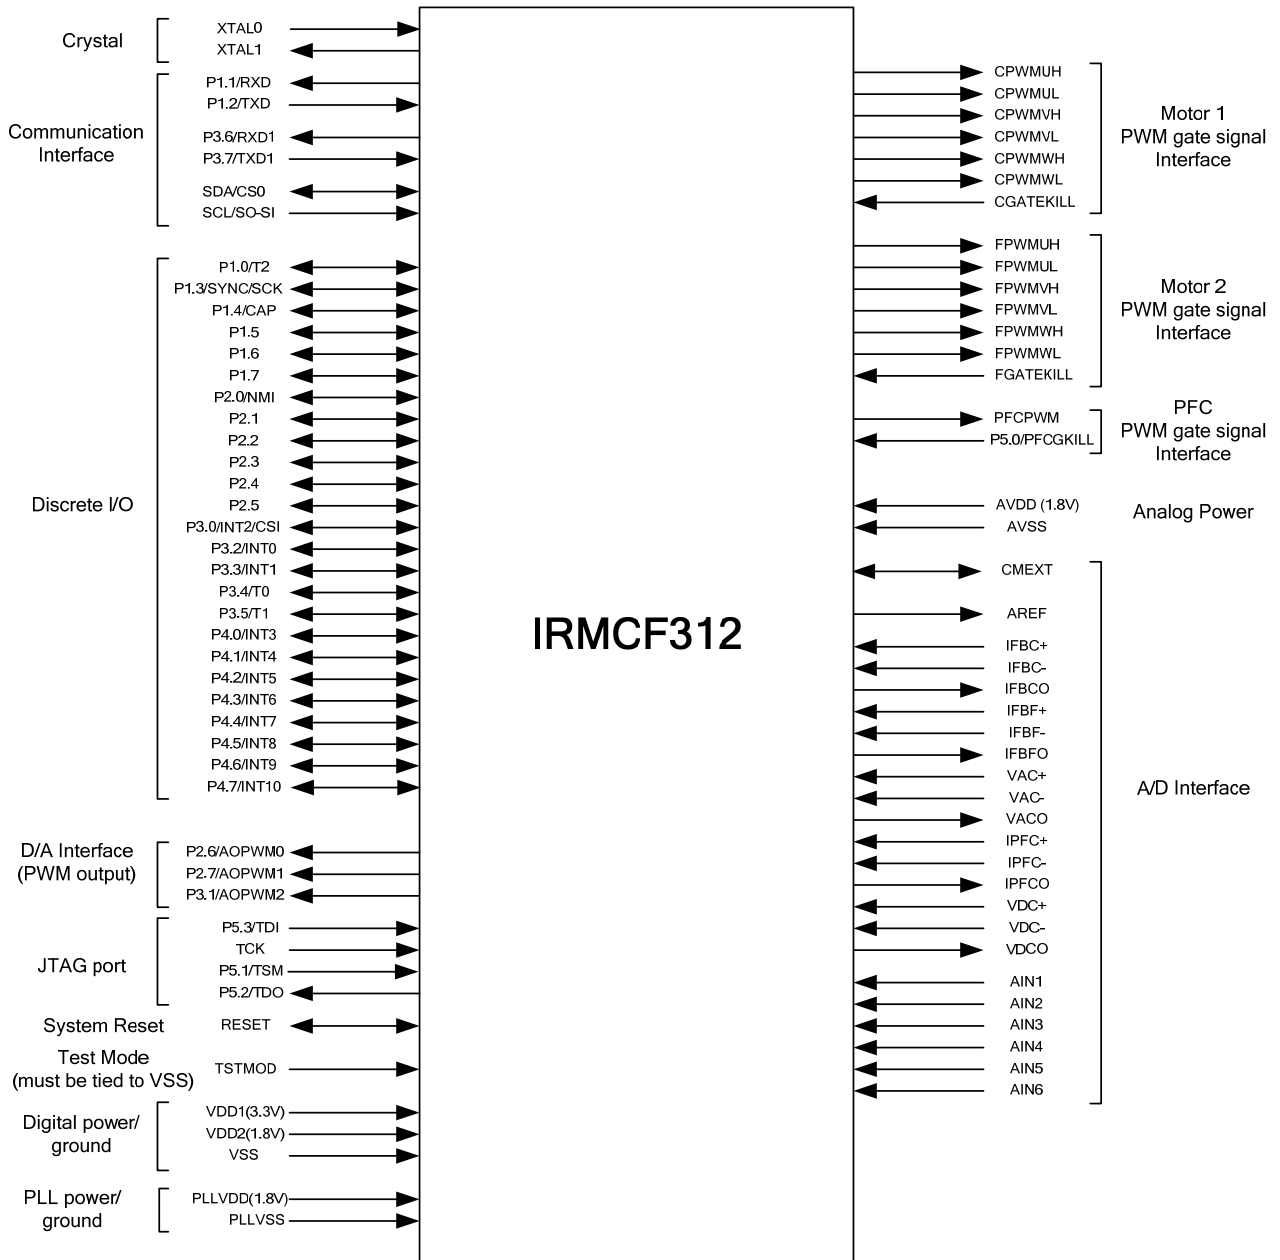 Crystal
XTAL0
XTAL1
Communication
Interface
P1.1/RXD
P1.2/TXD
P3.6/RXD1
P3.7/TXD1
SDA/CS0
SCL/SO-SI
Discrete I/O
P1.0/T2
P1.3/SYNC/SCK
P1.4/CAP
P1.5
P1.6
P1.7
P2.0/NMI
P2.1
P2.2
P2.3
P2.4
P2.5
P3.0/INT2/CSI
P3.2/INT0
P3.3/INT1
P3.4/T0
P3.5/T1
P4.0/INT3
P4.1/INT4
P4.2/INT5
P4.3/INT6
P4.4/INT7
P4.5/INT8
P4.6/INT9
P4.7/INT10
D/A Interface
(PWM output)
P2.6/AOPWM0
P2.7/AOPWM1
P3.1/AOPWM2
JTAG port
P5.3/TDI
TCK
P5.1/TSM
P5.2/TDO
System Reset
RESET
Test Mode
(must be tied to VSS)
TSTMOD
Digital power/
ground
VDD1(3.3V)
VDD2(1.8V)
VSS
PLL power/
ground
PLLVDD(1.8V)
PLLVSS
IRMCF312
CPWMUH
CPWMUL
CPWMVH
CPWMVL
CPWMWH
CPWMWL
CGATEKILL
Motor 1
PWM gate signal
Interface
FPWMUH
FPWMUL
FPWMVH
FPWMVL
FPWMWH
FPWMWL
FGATEKILL
Motor 2
PWM gate signal
Interface
PFCPWM
P5.0/PFCGKILL
PFC
PWM gate signal
Interface
AVDD (1.8V)
AVSS
Analog Power
CMEXT
AREF
IFBC+
IFBC-
IFBCO
IFBF+
IFBF-
IFBFO
VAC+
VAC-
VACO
IPFC+
IPFC-
IPFCO
VDC+
VDC-
VDCO
AIN1
AIN2
AIN3
AIN4
AIN5
AIN6
A/D Interface